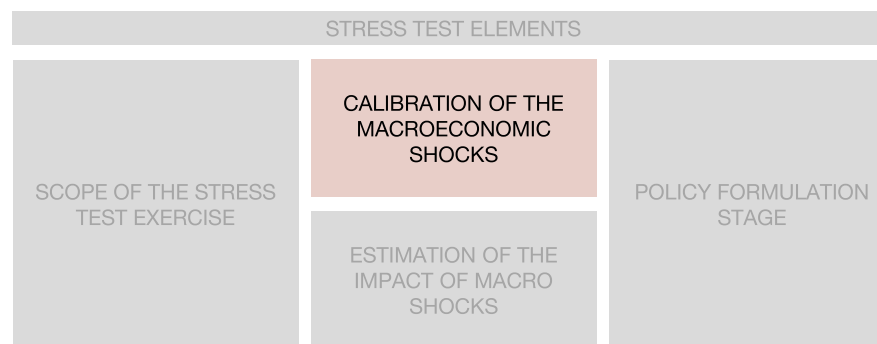 STRESS TEST ELEMENTS
SCOPE OF THE STRESS
TEST EXERCISE
CALIBRATION OF THE
MACROECONOMIC
SHOCKS
ESTIMATION OF THE
IMPACT OF MACRO
SHOCKS
POLICY FORMULATION
STAGE